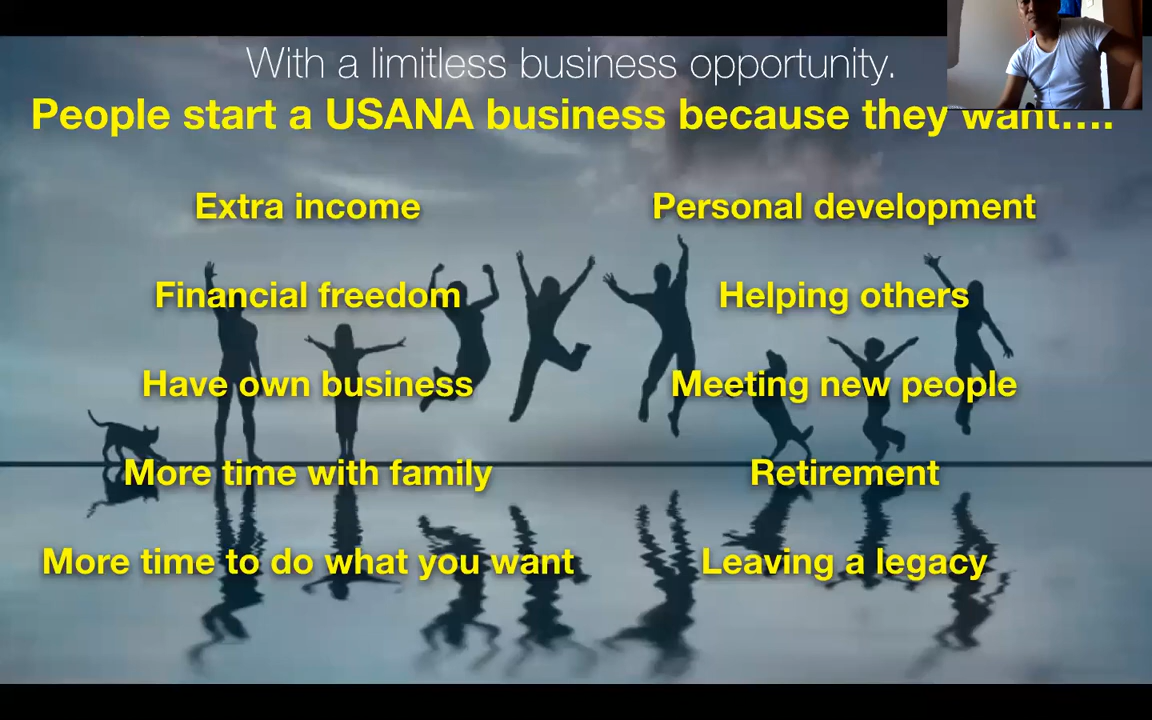 With a limitless business opportunity.
People start a USANA business because they want....
Extra income
Financial freedom
Have own business
More time with family
More time to do what you want
Personal development
Helping others
Meeting new people
Retirement
Leaving a legacy